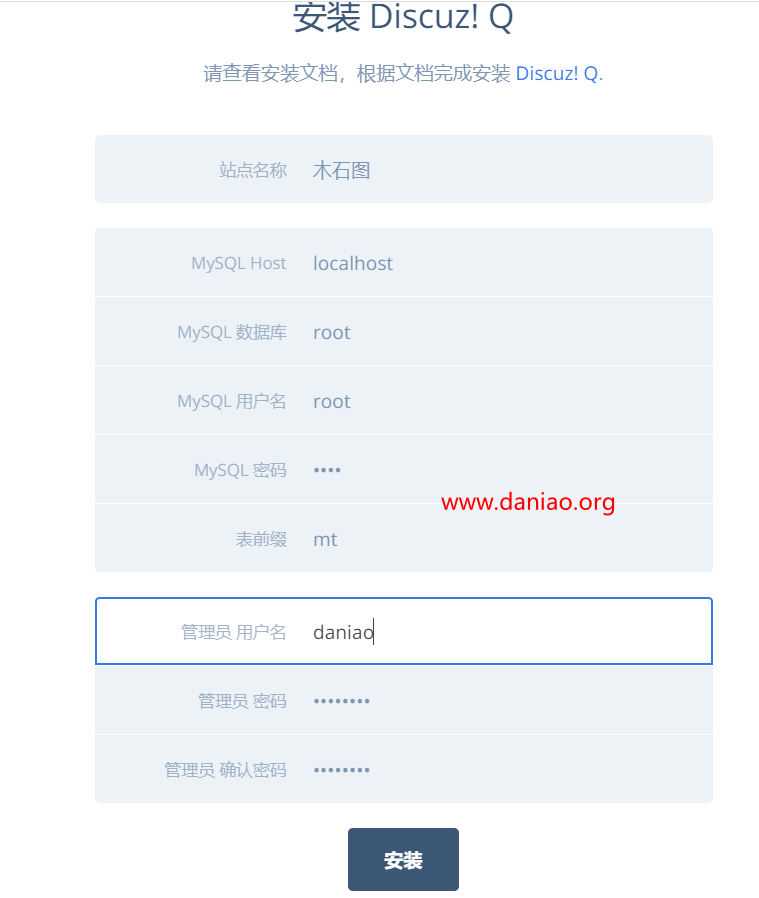 安装 Discuz! Q
请查看安装文档，根据文档完成安装 Discuz! Q.
站点名称 木石图
MySQL Host localhost
MySQL 数据库 root
MySQL 用户名 root
MySQL 密码 ••••
www.daniao.org
表前缀 mt
管理员 用户名 daniao
管理员 密码 ••••••••
管理员 确认密码 ••••••••
安装